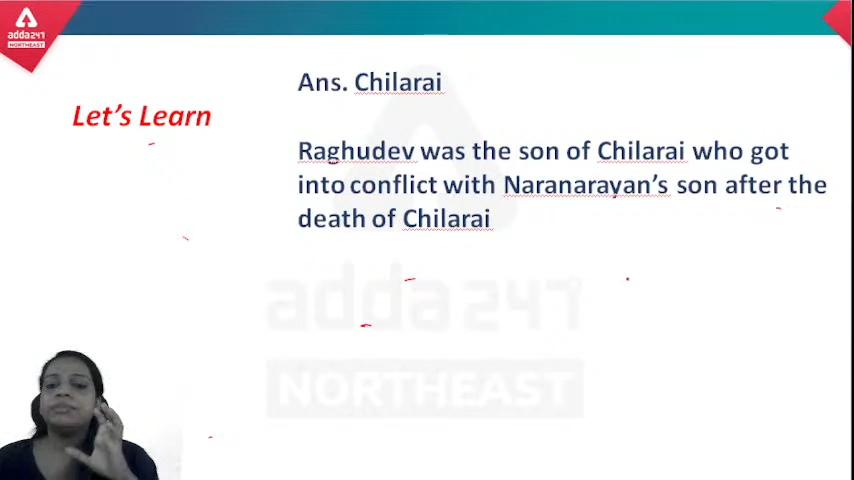 adda247
NORTHEAST
Let's Learn
Ans. Chilarai
Raghudev was the son of Chilarai who got
into conflict with Naranarayan's son after the
death of Chilarai
adda247
NORTHEAST